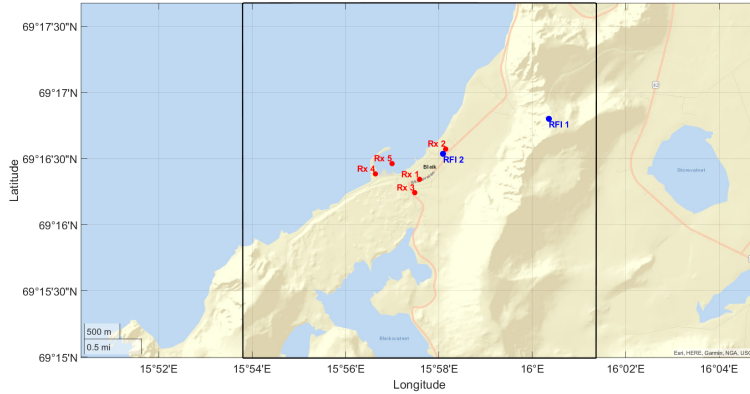 69°17'30"N
69°17'N
69°16'30"N
69°16'N
69°15'30"N
69°15'N
Latitude
RFI 1
Rx 2
RFI 2
Rx 5
Bleik
Rx 4
Rx 1
Rx 3
500 m
0.5 mi
Esri, HERE, Garmin, NGA, USG
15°52'E
15°54'E
15°56'E
15°58'E
16°E
16°02'E
16°04'E
Longitude